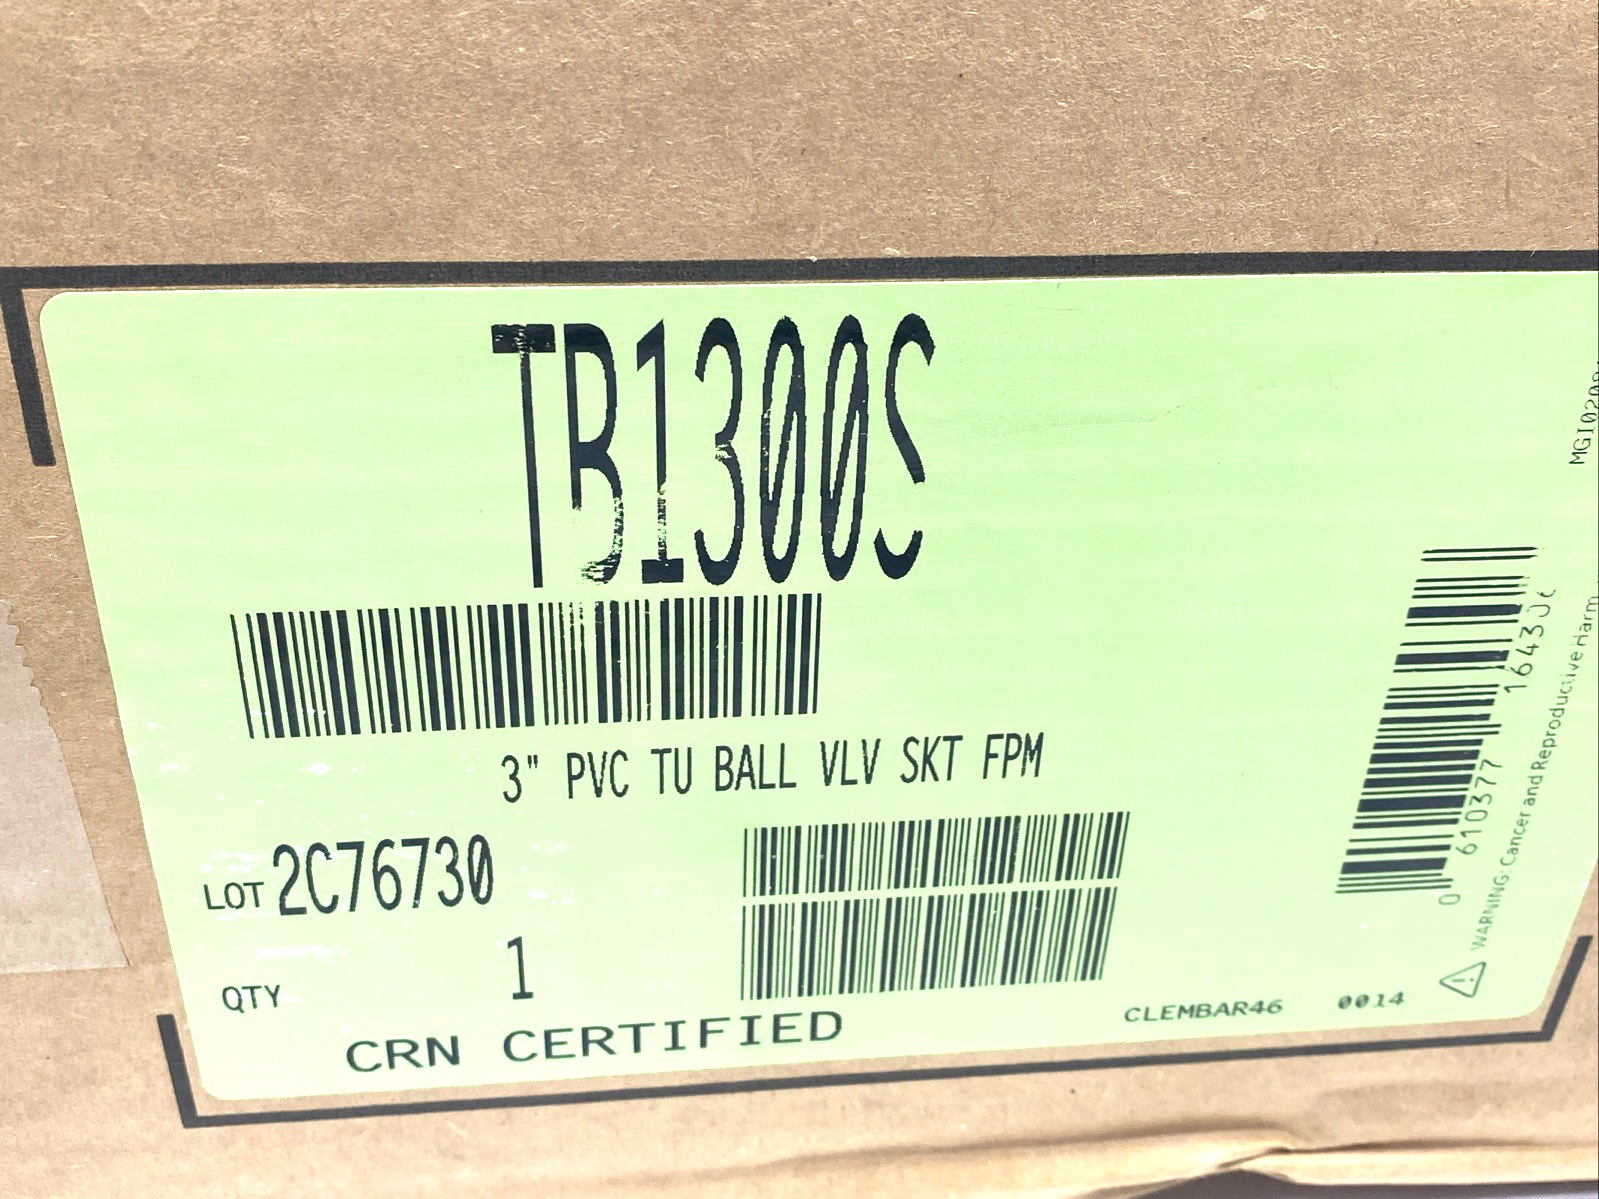 TB1300S
3" PVC TU BALL VLV SKT FPM
LOT 2C76730
QTY 1
CRN CERTIFIED
CLEMBAR46 0014
0 610377
WARNING: Cancer and Reproductive Harm